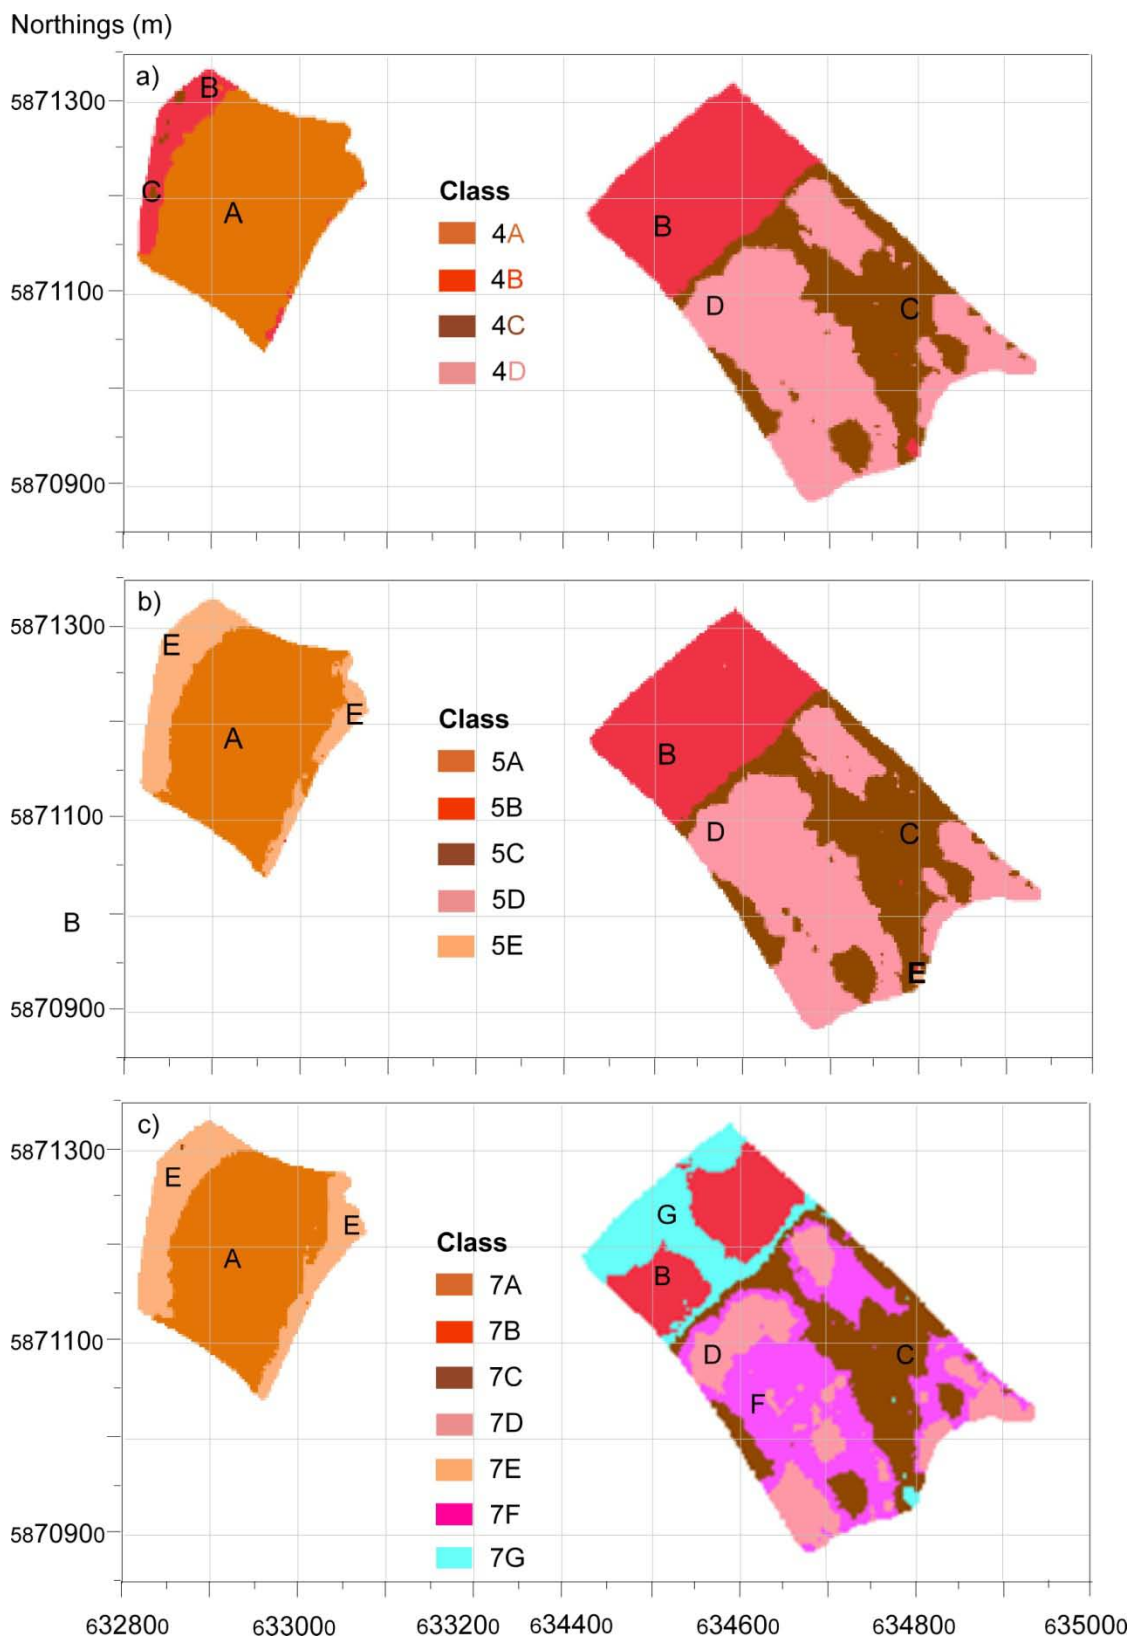 Northings (m)
a)
5871300
B
C
A
B
Class
4A
4B
4C
4D
D
C
5871100
5870900
b)
5871300
E
A
E
B
Class
5A
5B
5C
5D
5E
D
C
5871100
B
E
5870900
c)
5871300
E
E
A
G
B
Class
7A
7B
7C
7D
7E
7F
7G
5871100
D
C
F
5870900
632800 633000 633200 634400 634600 634800 635000